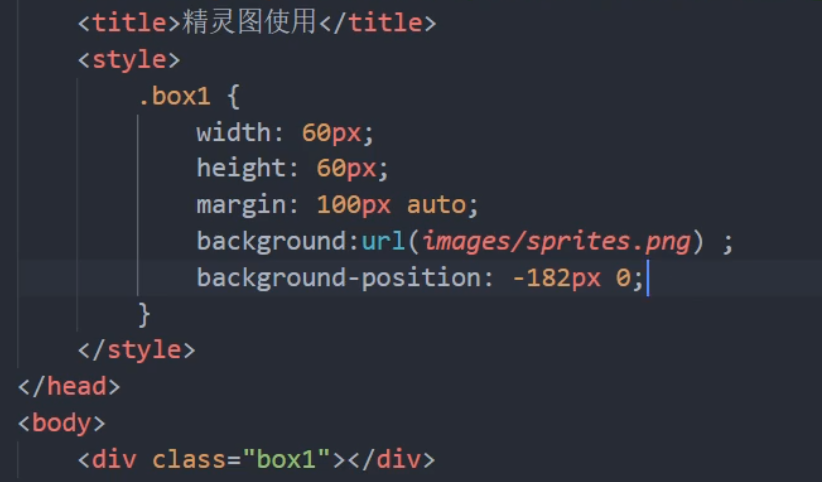 <title>精灵图使用</title>
<style>
.box1 {
width: 60px;
height: 60px;
margin: 100px auto;
background:url(images/sprites.png) ;
background-position: -182px 0;
}
</style>
</head>
<body>
<div class="box1"></div>